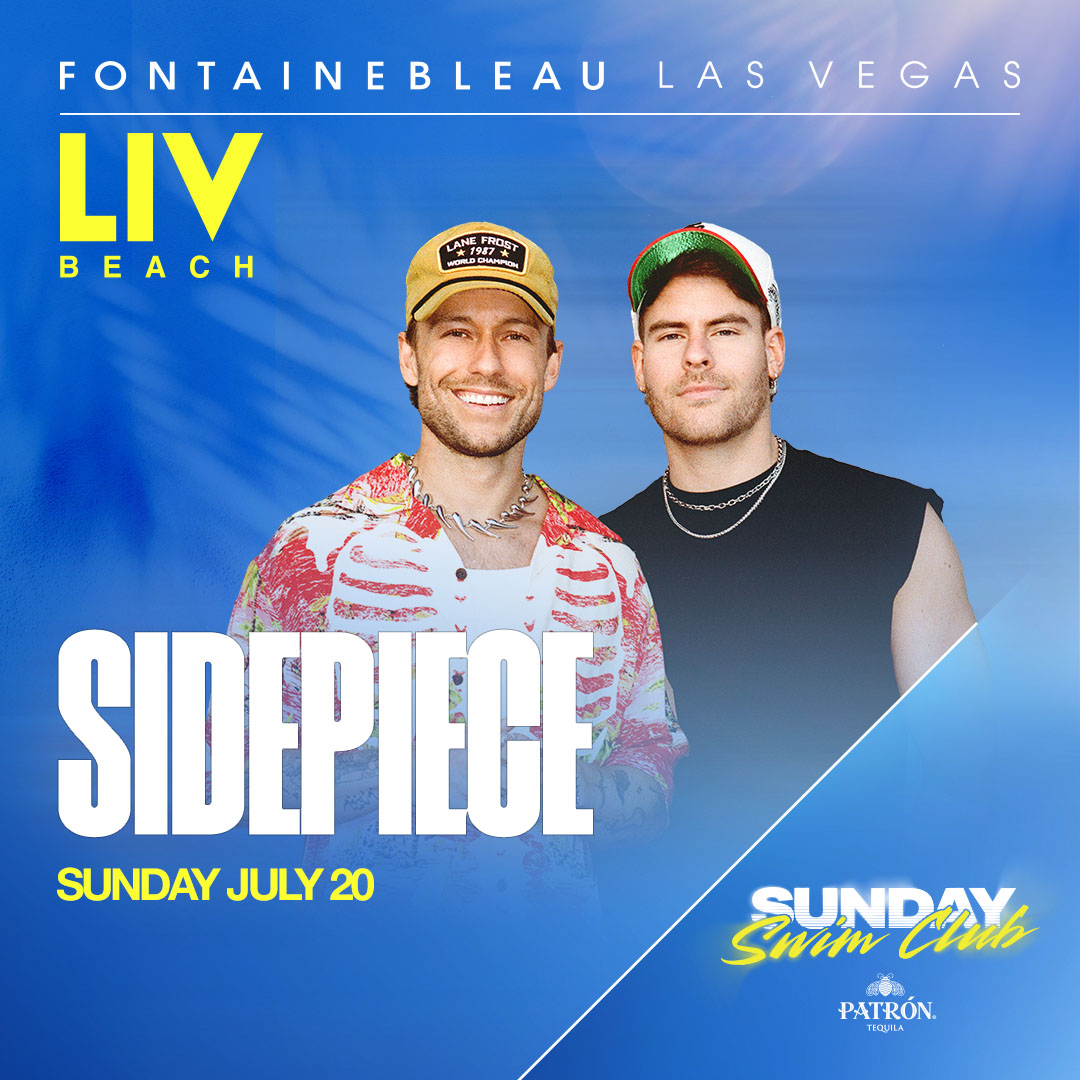 FONTAINEBLEAU LAS VEGAS
LIV
BEACH
LANE FROST
1987
WORLD CHAMPION
SIDEPIECE
SUNDAY JULY 20
SUNDAY
Swim Club
PATRÓN®
TEQUILA